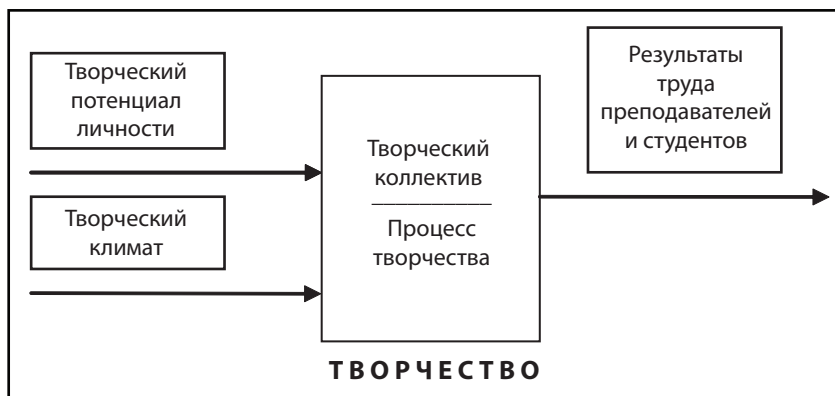 Творческий
потенциал
личности
Творческий
климат
Творческий
коллектив
Процесс
творчества
Результаты
труда
преподавателей
и студентов
ТВОРЧЕСТВО